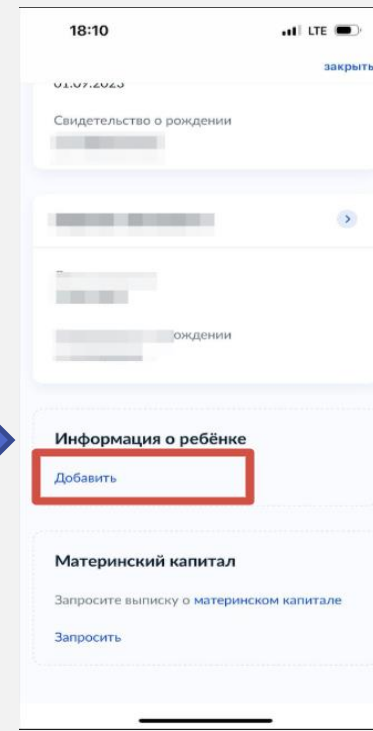 18:10
LTE
закрыть
01.09.2023
Свидетельство о рождении
ождении
Информация о ребёнке
Добавить
Материнский капитал
Запросите выписку о материнском капитале
Запросить